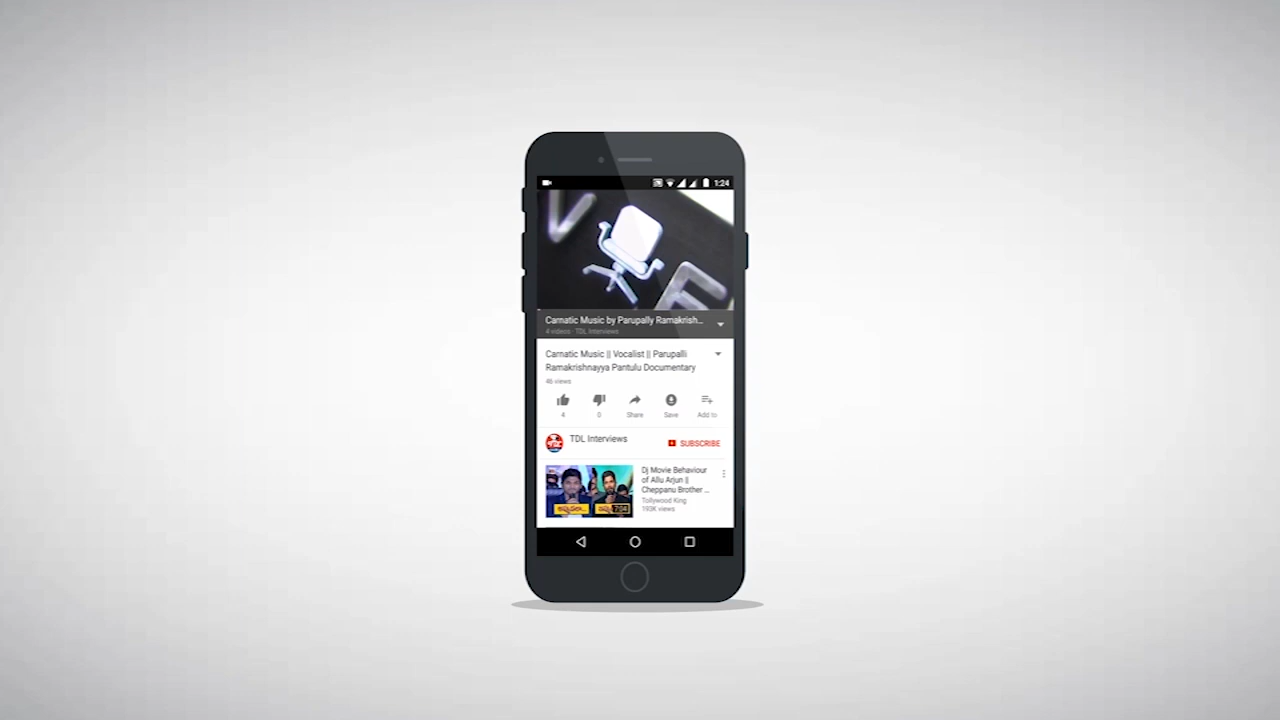 1:24
Carnatic Music by Parupally Ramakrish...
4 videos · TDL Interviews
Carnatic Music || Vocalist || Parupalli
Ramakrishnayya Pantulu Documentary
46 views
4
0
Share
Save
Add to
TDL Interviews
SUBSCRIBE
Dj Movie Behaviour
of Allu Arjun ||
Cheppanu Brother ...
Tollywood King
193K views
7:04